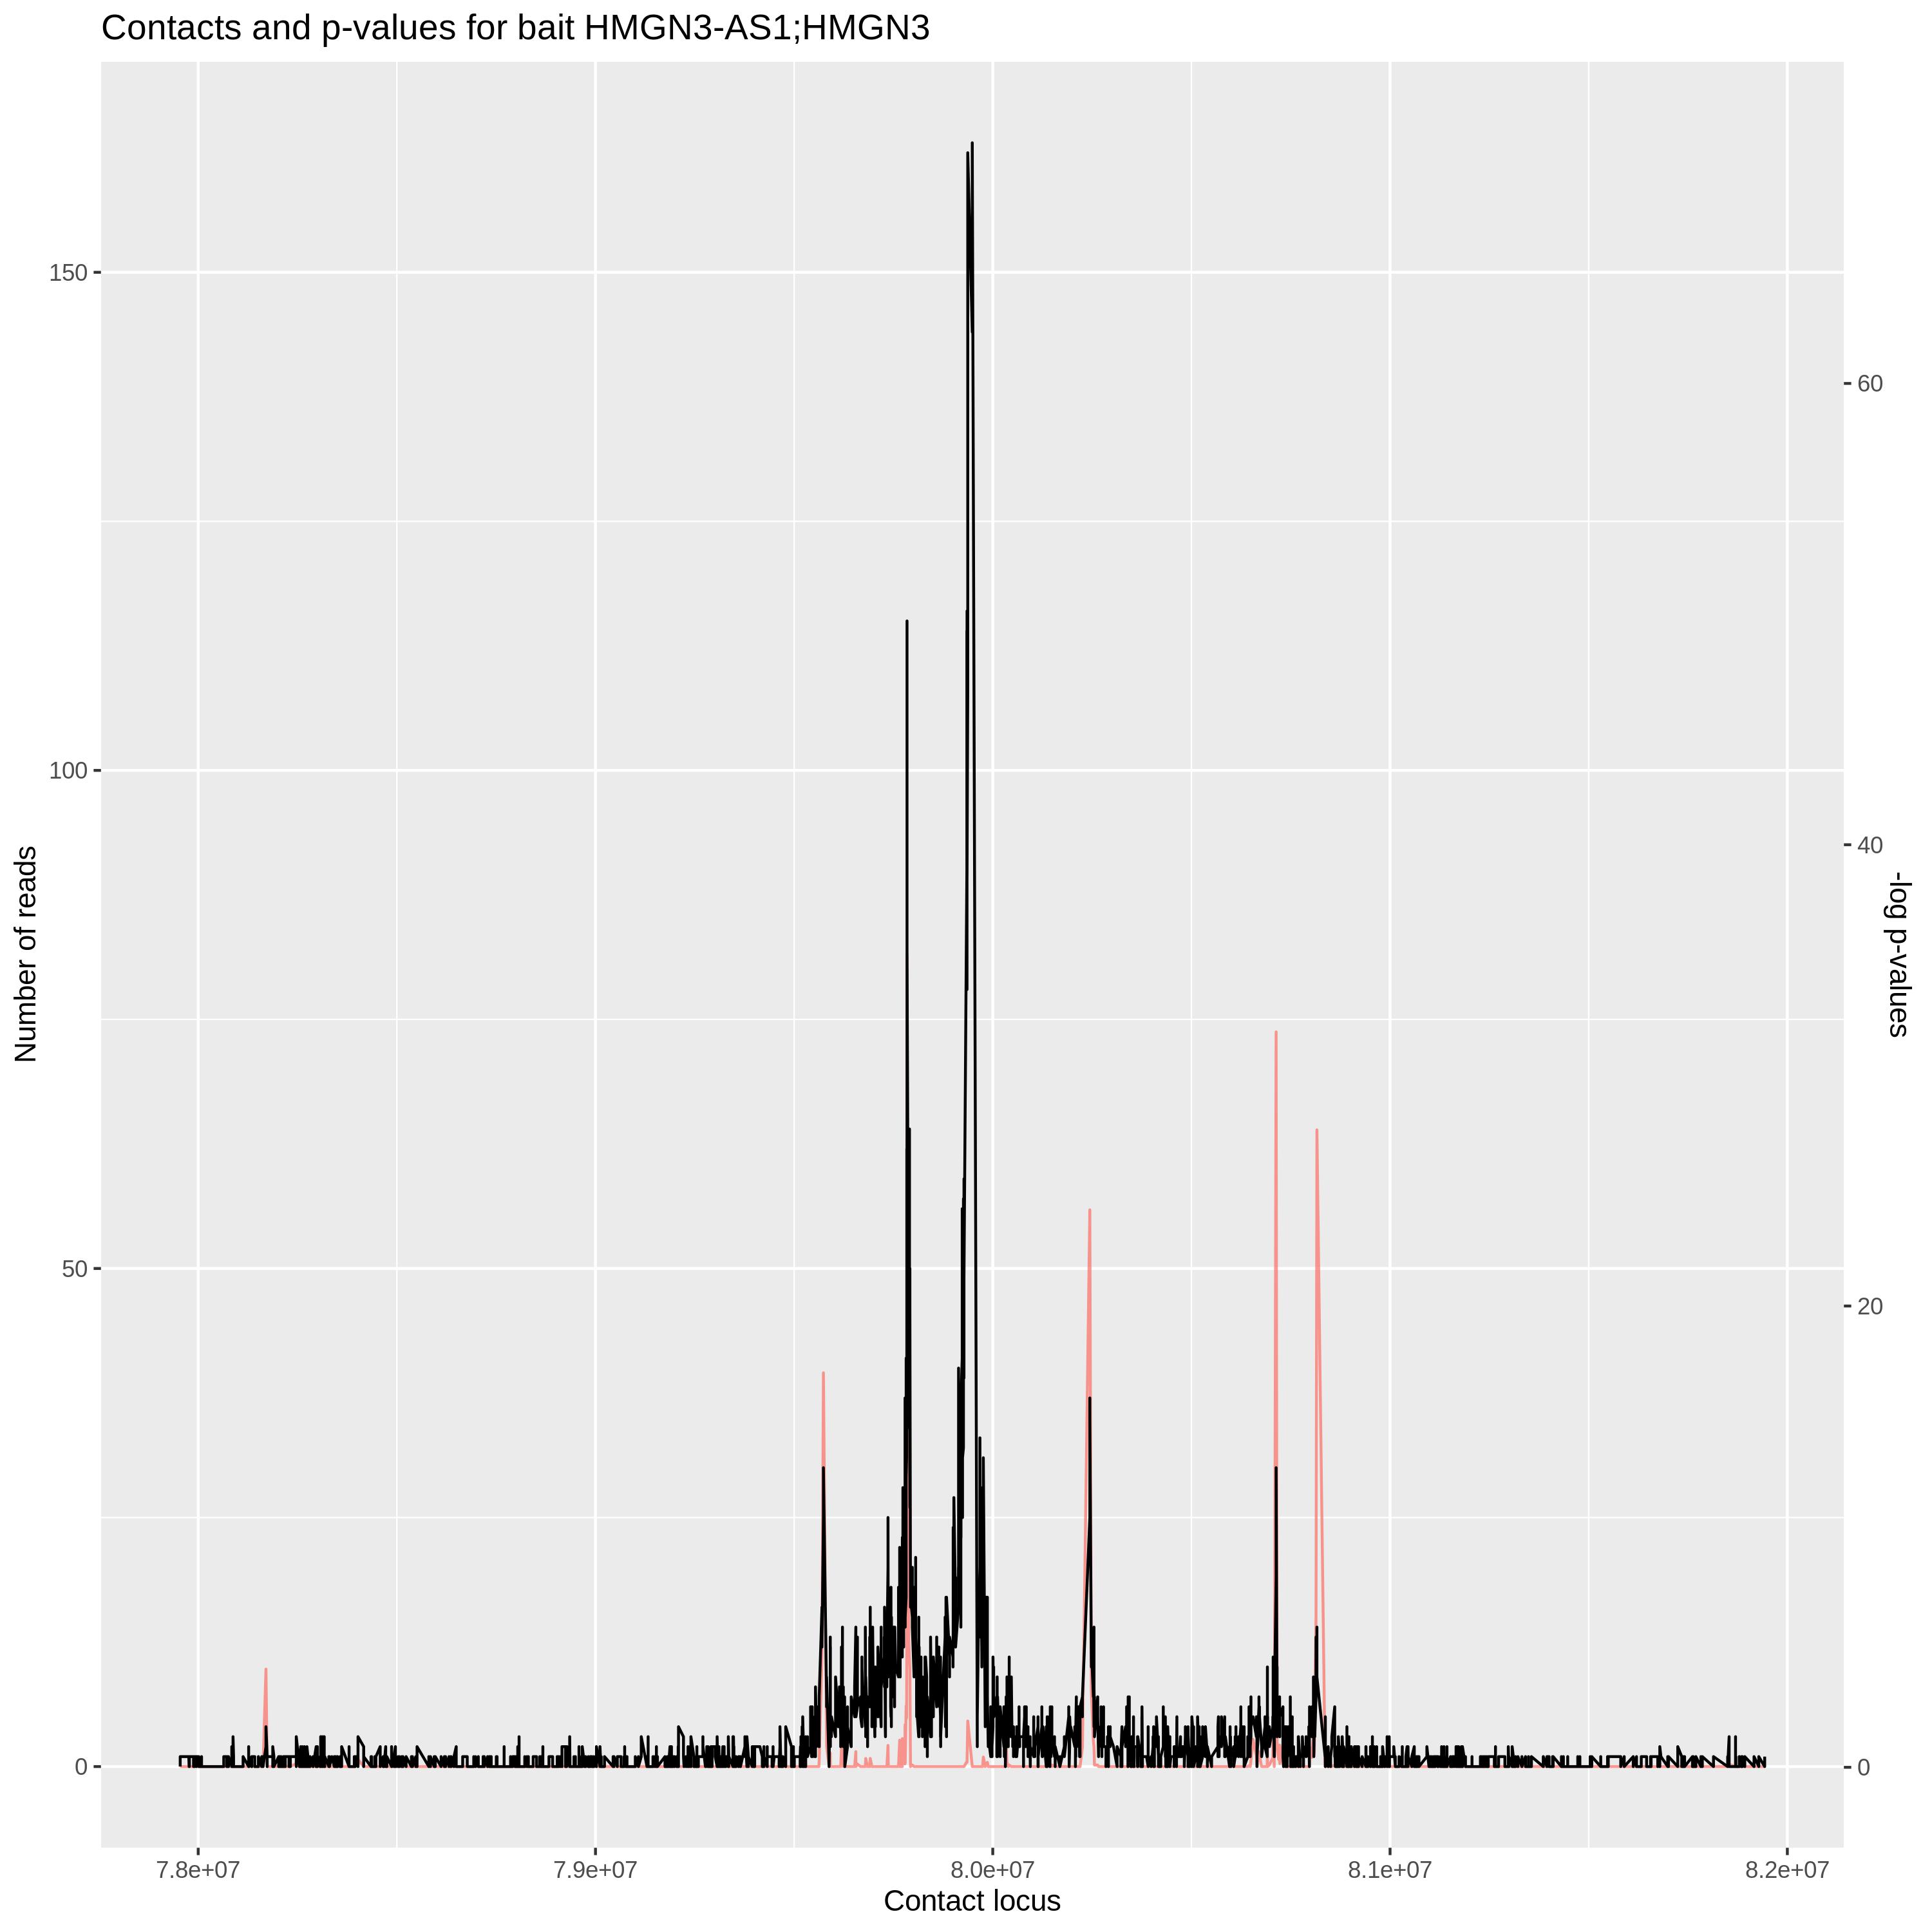 Contacts and p-values for bait HMGN3-AS1;HMGN3
150
100
50
0
Number of reads
60
40
20
0
-log p-values
7.8e+07 7.9e+07 8.0e+07 8.1e+07 8.2e+07
Contact locus